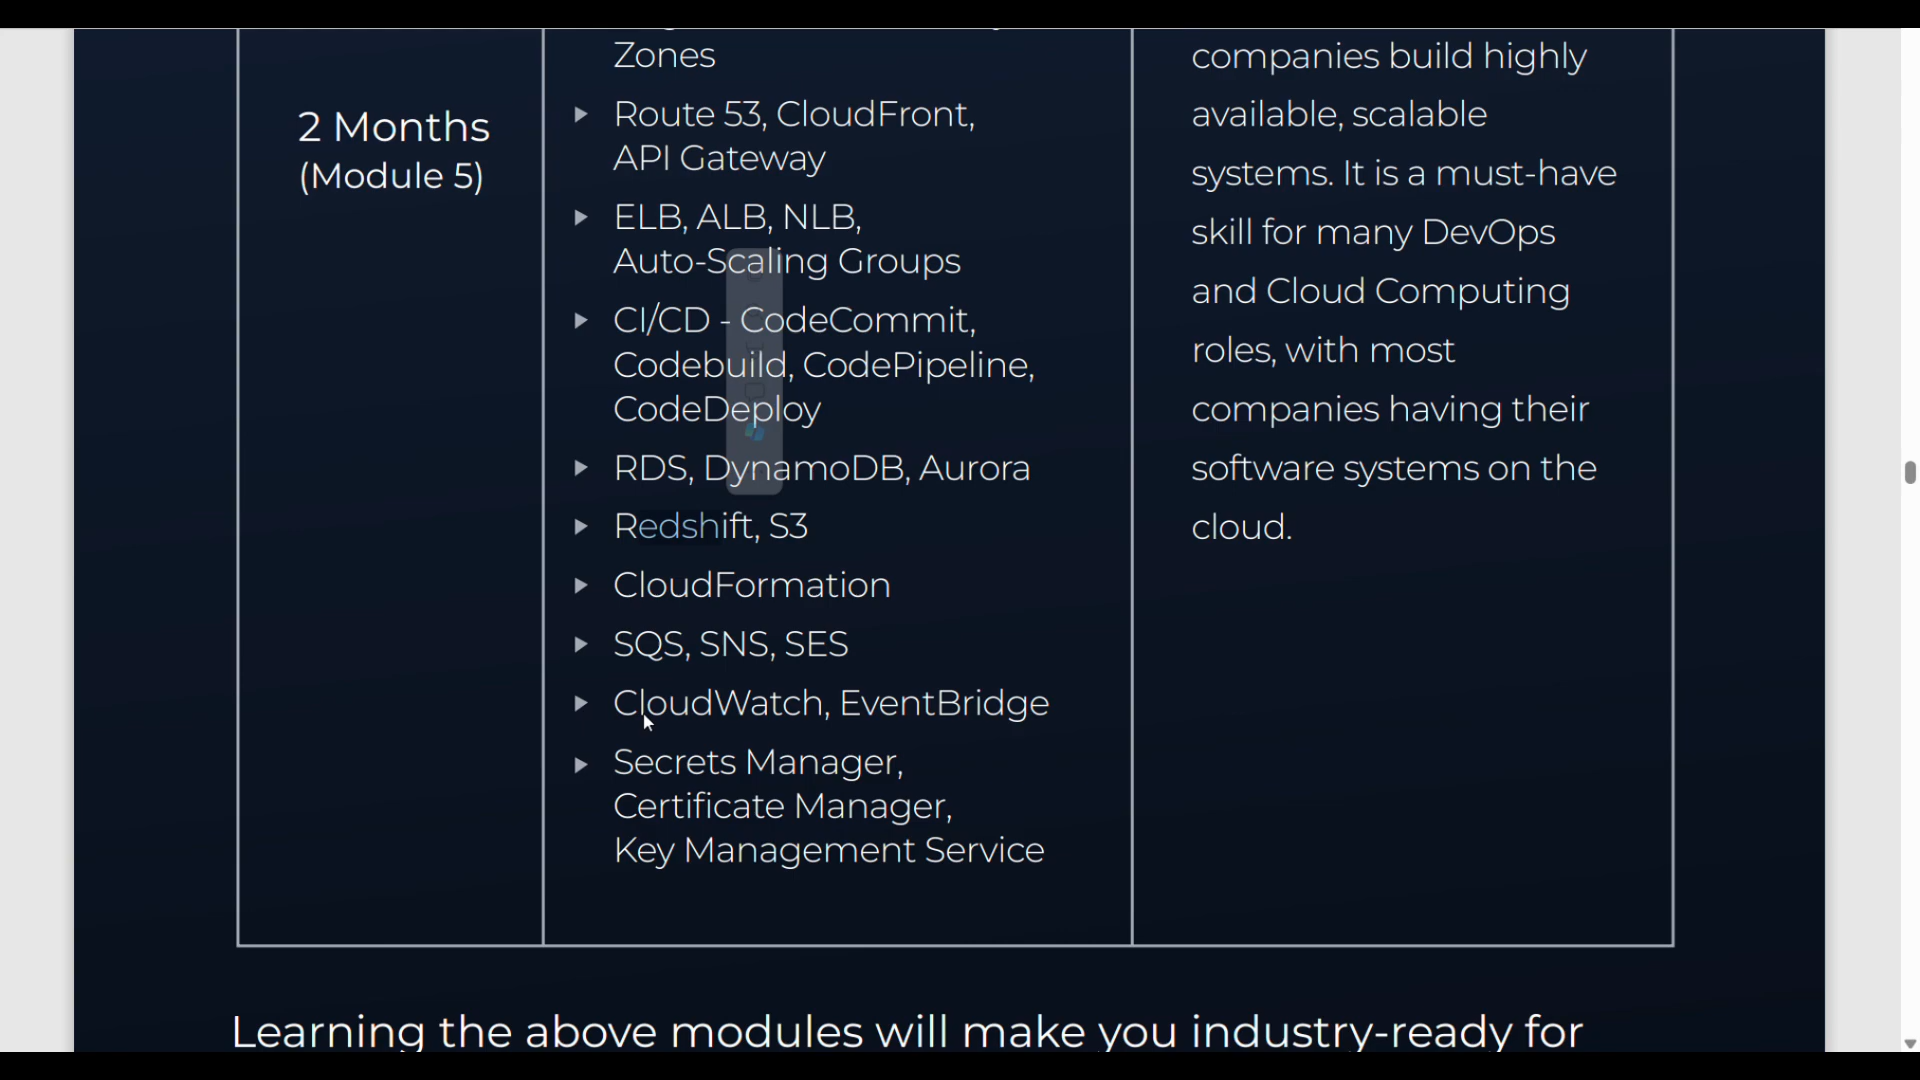 2 Months
(Module 5)
Zones
Route 53, CloudFront,
API Gateway
ELB, ALB, NLB,
Auto-Scaling Groups
CI/CD - CodeCommit,
Codebuild, CodePipeline,
CodeDeploy
RDS, DynamoDB, Aurora
Redshift, S3
CloudFormation
SQS, SNS, SES
CloudWatch, EventBridge
Secrets Manager,
Certificate Manager,
Key Management Service
companies build highly
available, scalable
systems. It is a must-have
skill for many DevOps
and Cloud Computing
roles, with most
companies having their
software systems on the
cloud.
Learning the above modules will make you industry-ready for